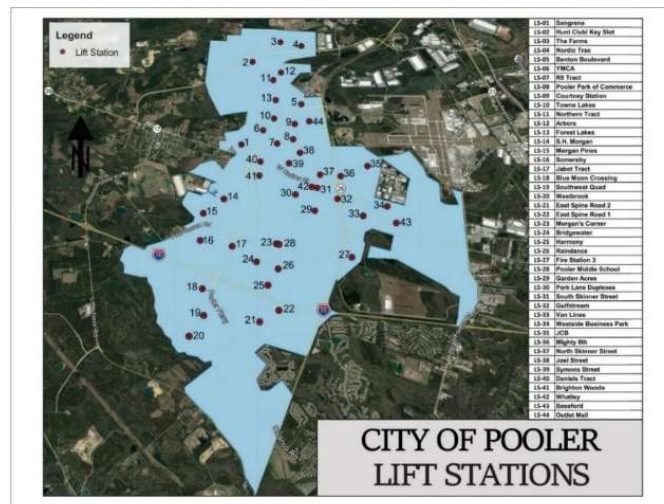 Legend
Lift Station
N
CITY OF POOLER
LIFT STATIONS
3
4
2
12
11
13
5
10
9
44
6
8
7
1
38
40
39
35
41
37
36
42
31
30
32
14
29
34
15
33
43
16
17
23
28
24
27
26
25
18
22
19
21
20
LS-01 Sangrena
LS-02 Hunt Club/ Key Slot
LS-03 The Farms
LS-04 Nordic Trac
LS-05 Benton Boulevard
LS-06 YMCA
LS-07 RB Tract
LS-08 Pooler Park of Commerce
LS-09 Courtney Station
LS-10 Towne Lakes
LS-11 Northern Tract
LS-12 Arbors
LS-13 Forest Lakes
LS-14 S.H. Morgan
LS-15 Morgan Pines
LS-16 Somersby
LS-17 Jabot Tract
LS-18 Blue Moon Crossing
LS-19 Southwest Quad
LS-20 Westbrook
LS-21 East Spine Road 2
LS-22 East Spine Road 1
LS-23 Morgan's Corner
LS-24 Bridgewater
LS-25 Harmony
LS-26 Raindance
LS-27 Fire Station 3
LS-28 Pooler Middle School
LS-29 Garden Acres
LS-30 Park Lane Duplexes
LS-31 South Skinner Street
LS-32 Gulfstream
LS-33 Van Lines
LS-34 Westside Business Park
LS-35 JCB
LS-36 Mighty 8th
LS-37 North Skinner Street
LS-38 Joel Street
LS-39 Symons Street
LS-40 Daniels Tract
LS-41 Brighton Woods
LS-42 Whatley
LS-43 Bassford
LS-44 Outlet Mall